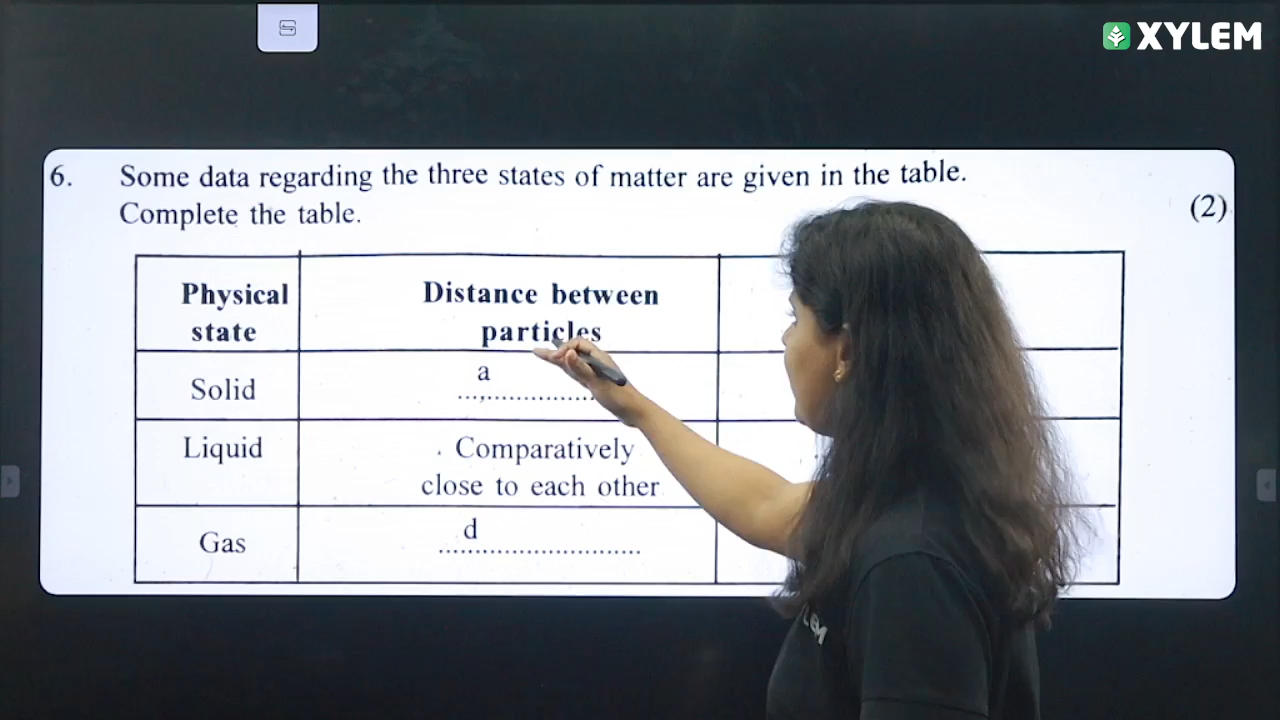 XYLEM
6. Some data regarding the three states of matter are given in the table.
Complete the table.
(2)
Physical state
Distance between particles
Solid
a
Liquid
Comparatively
close to each other
Gas
d